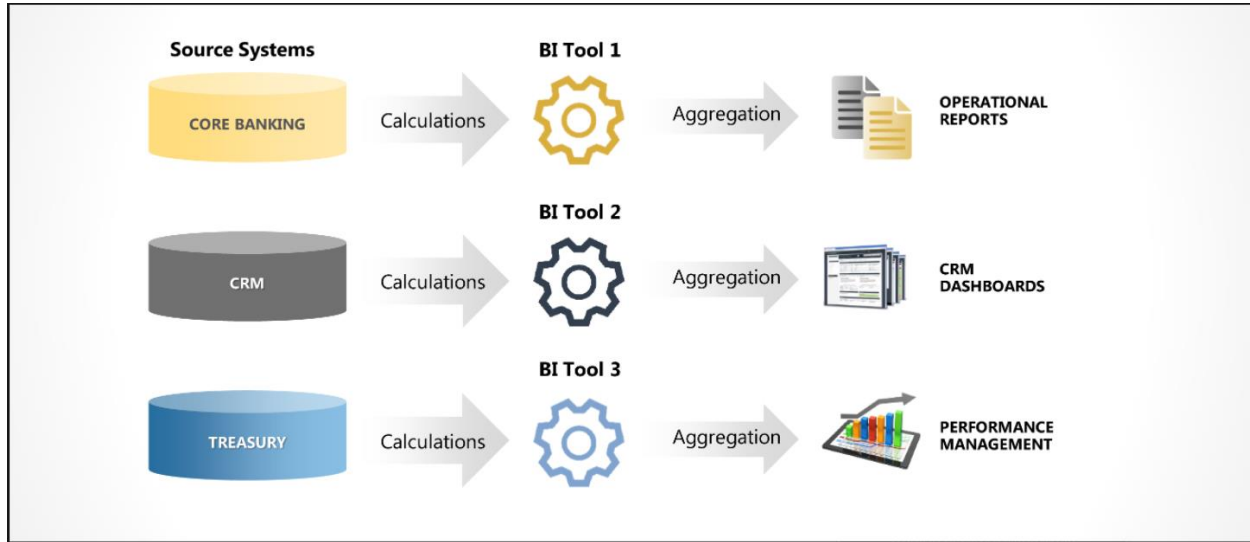 Source Systems
BI Tool 1
CORE BANKING
Calculations
Aggregation
OPERATIONAL
REPORTS
BI Tool 2
CRM
Calculations
Aggregation
CRM
DASHBOARDS
BI Tool 3
TREASURY
Calculations
Aggregation
PERFORMANCE
MANAGEMENT